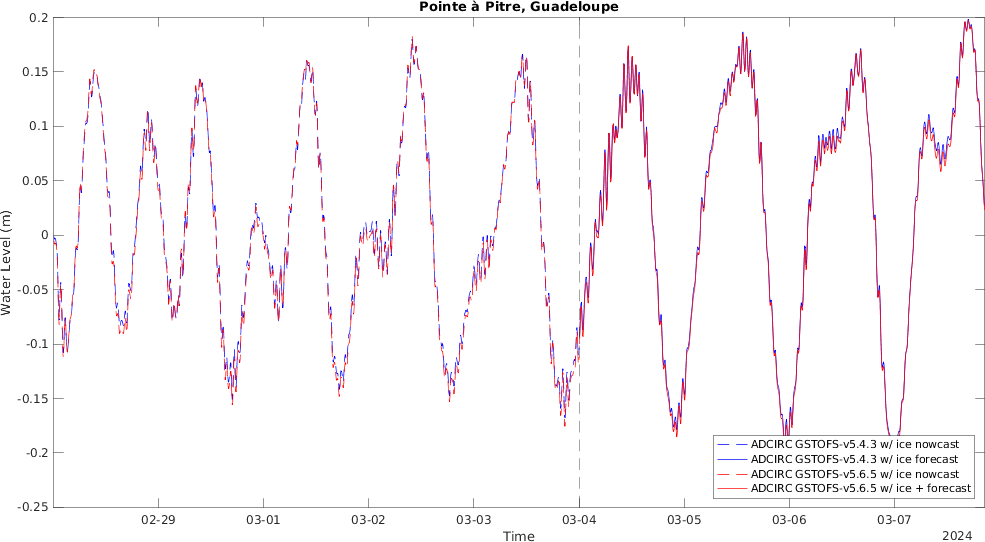 Pointe à Pitre, Guadeloupe
0.2
0.15
0.1
0.05
0
-0.05
-0.1
-0.15
-0.2
-0.25
Water Level (m)
ADCIRC GSTOFS-v5.4.3 w/ ice nowcast
ADCIRC GSTOFS-v5.4.3 w/ ice forecast
ADCIRC GSTOFS-v5.6.5 w/ ice nowcast
ADCIRC GSTOFS-v5.6.5 w/ ice + forecast
02-29 03-01 03-02 03-03 03-04 03-05 03-06 03-07
Time
2024